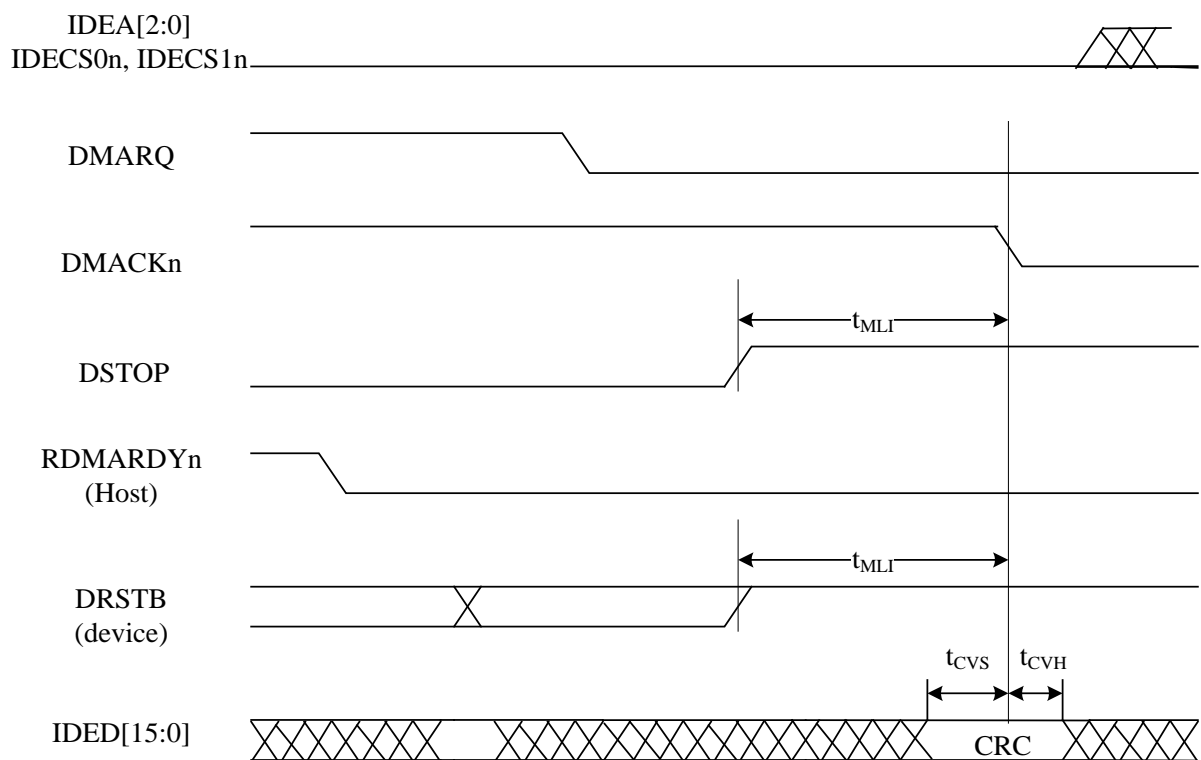 IDEA[2:0]
IDECS0n, IDECS1n
DMARQ
DMACKn
tMLI
DSTOP
RDMARDYn
(Host)
tMLI
DRSTB
(device)
tCVS
tCVH
IDED[15:0]
CRC